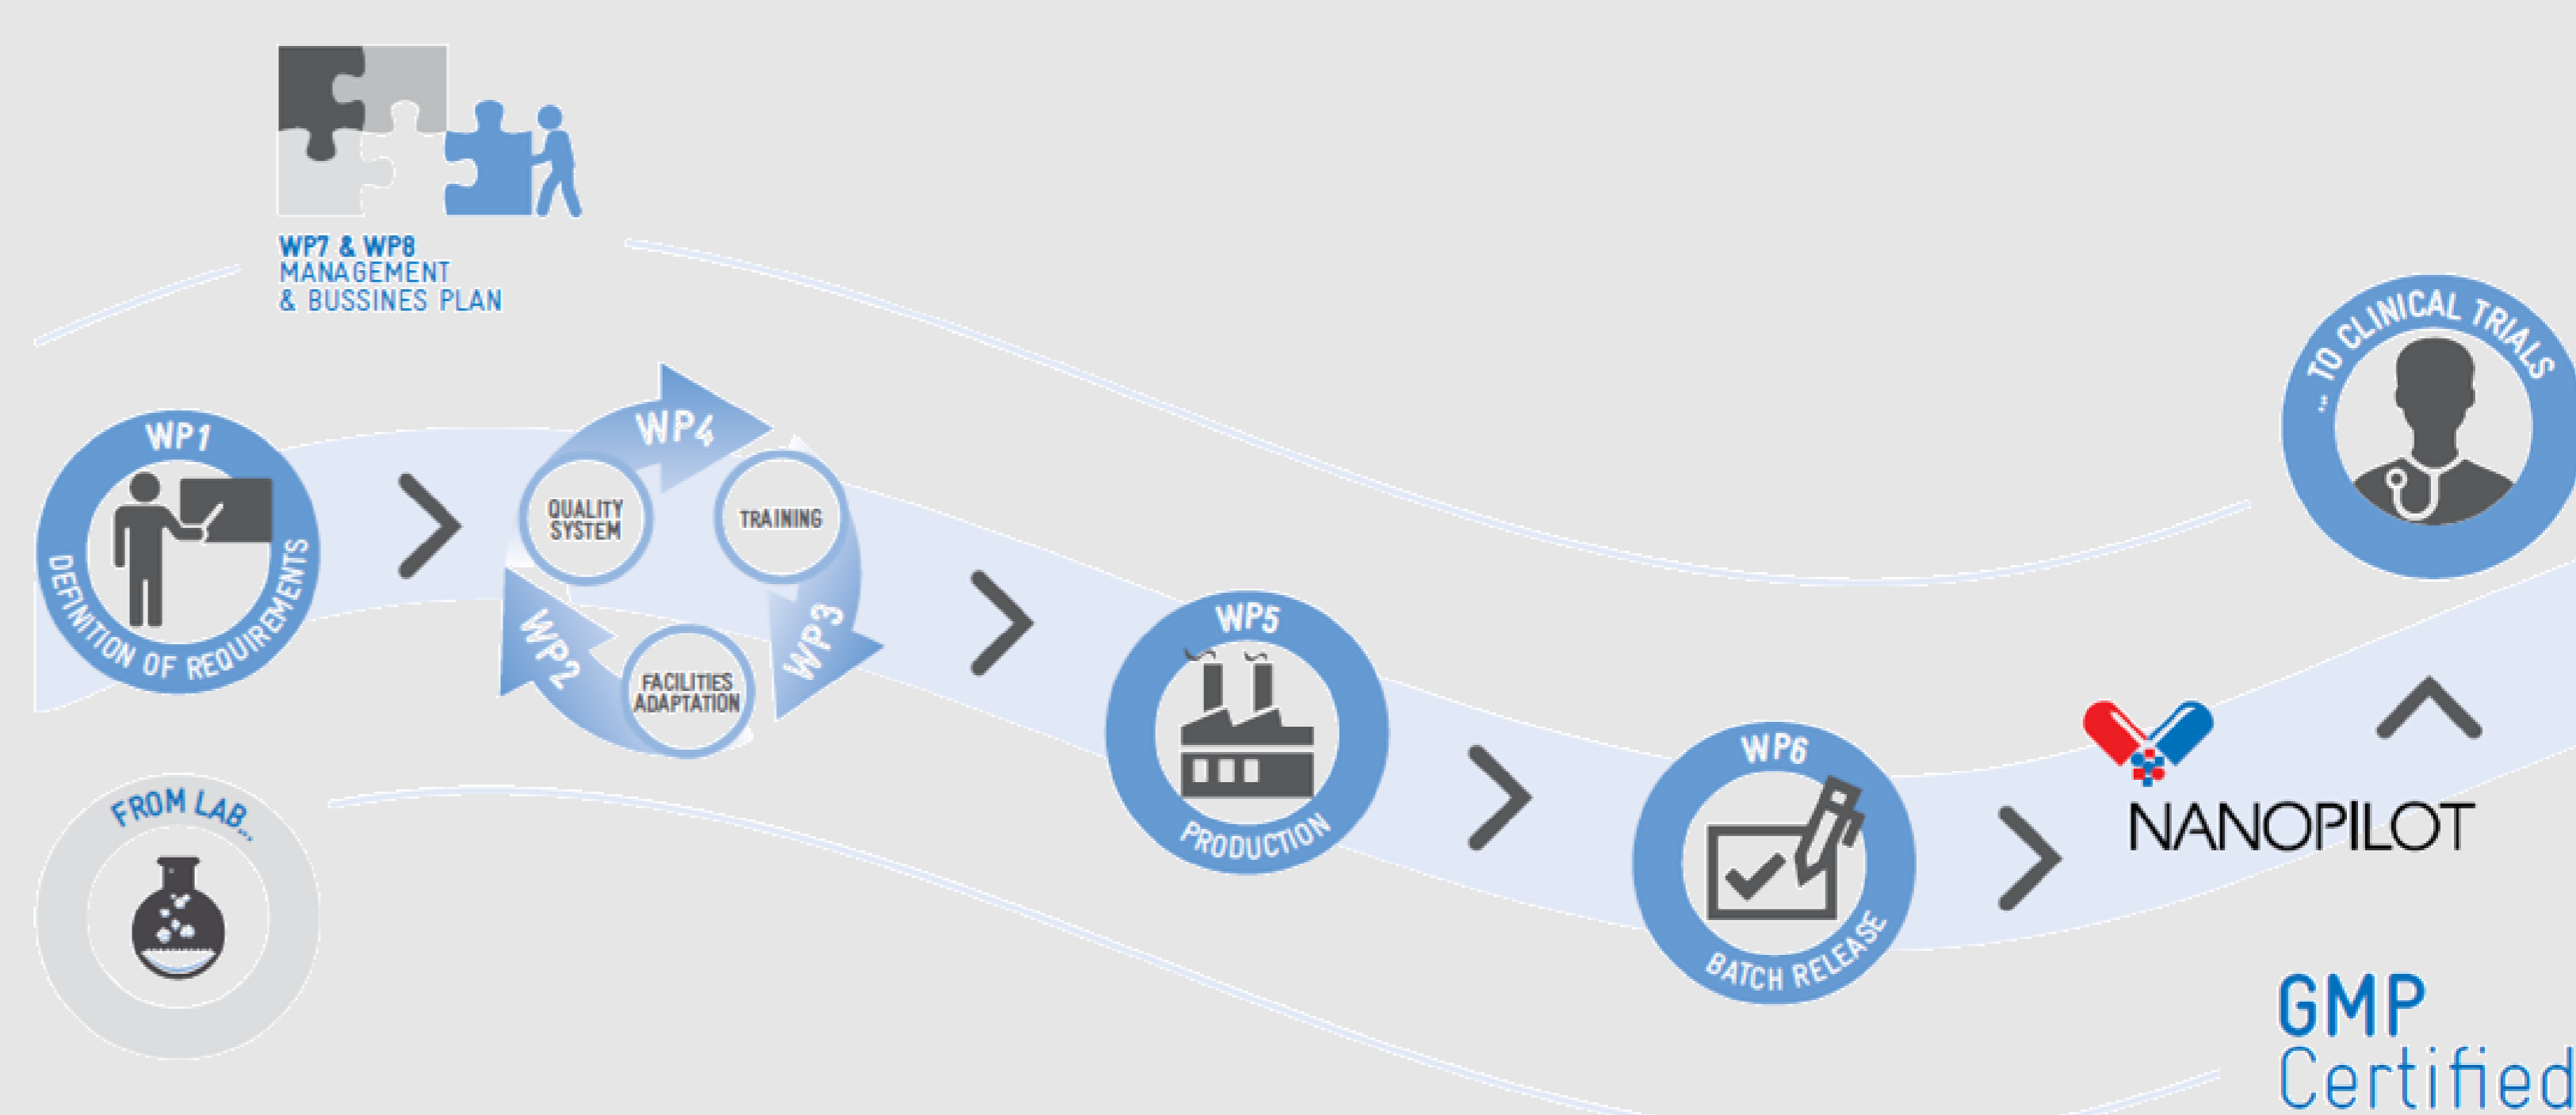 WP7 & WP8
MANAGEMENT
& BUSSINES PLAN
WP1
DEFINITION OF REQUIREMENTS
WP4
QUALITY
SYSTEM
TRAINING
WP2
WP3
FACILITIES
ADAPTATION
FROM LAB...
WP5
PRODUCTION
WP6
BATCH RELEASE
NANOPILOT
... TO CLINICAL TRIALS
GMP
Certified